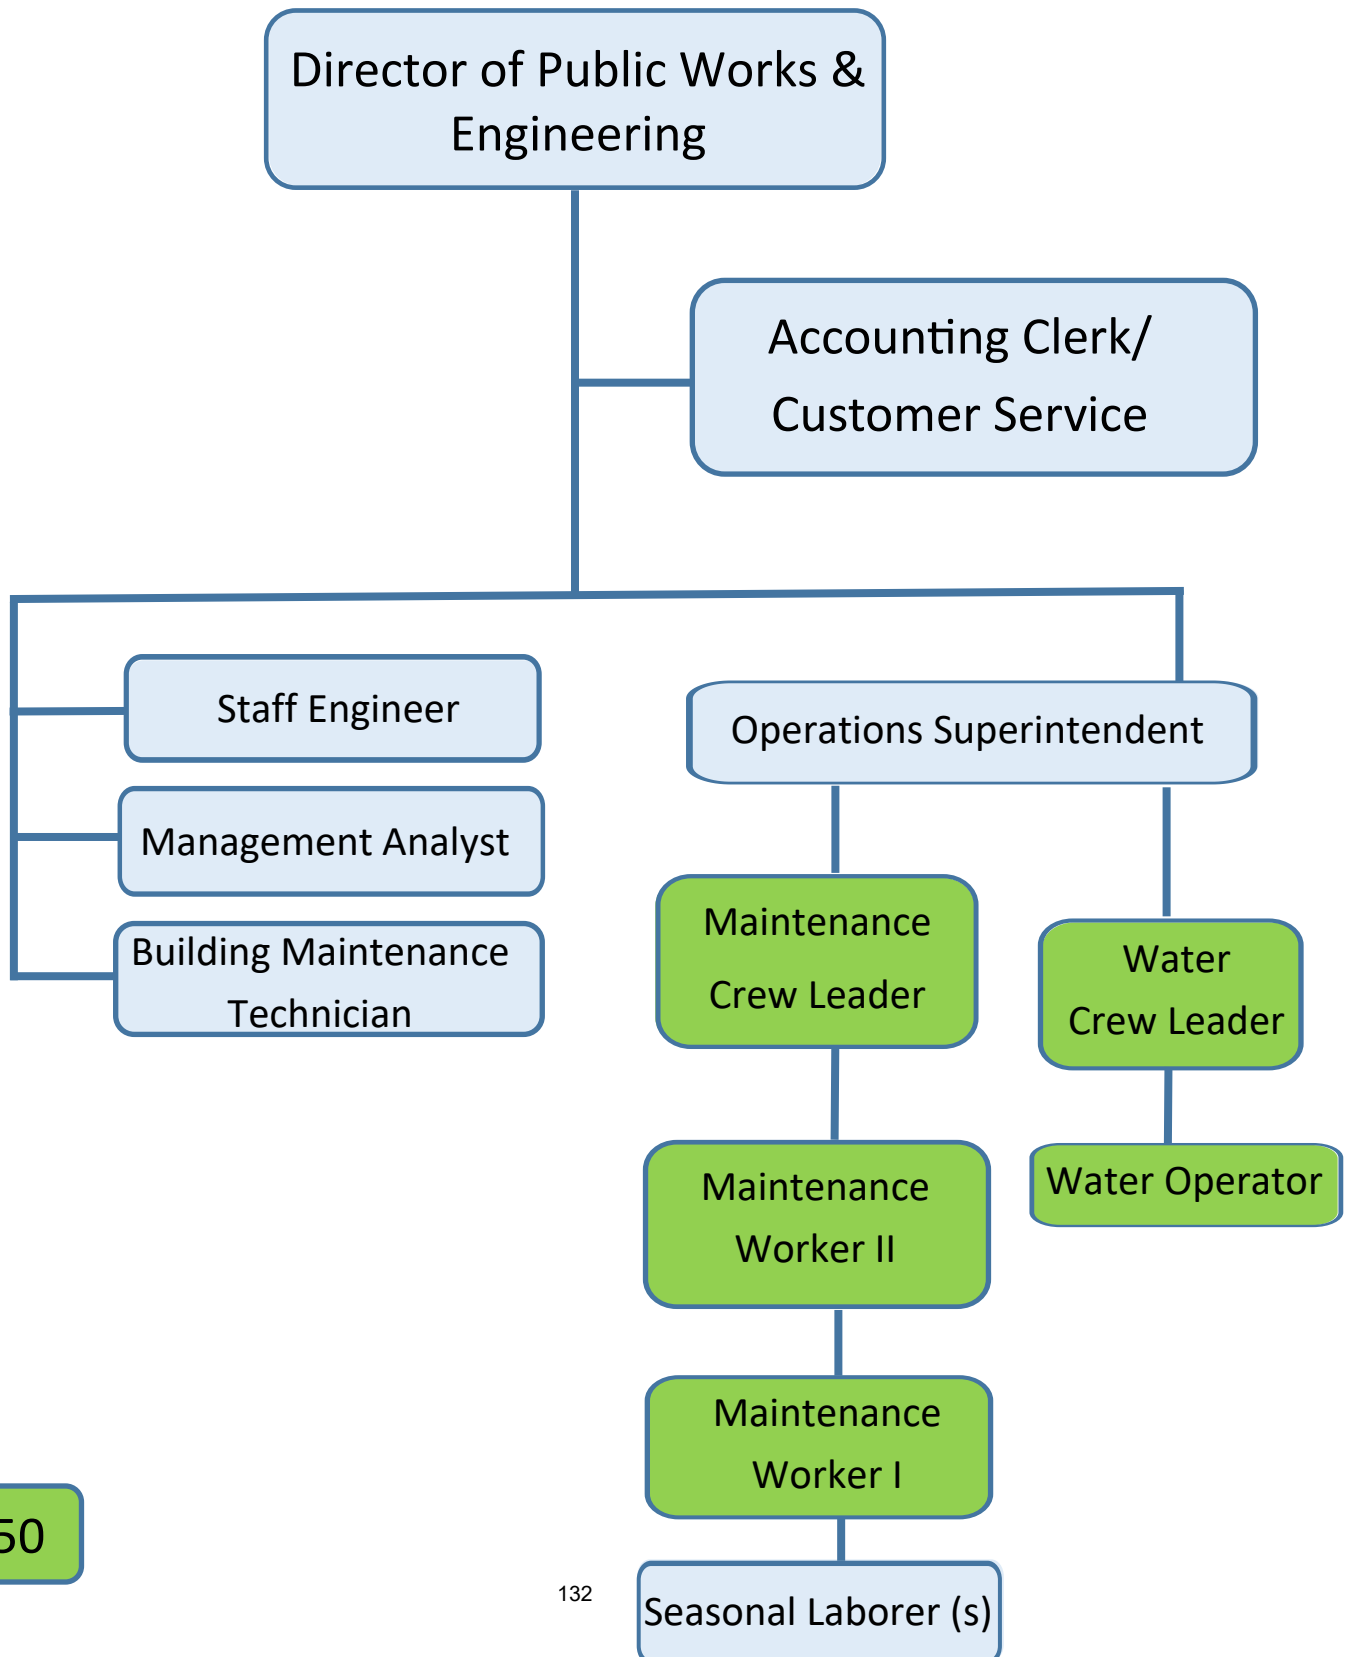 Director of Public Works &
Engineering
Accounting Clerk/
Customer Service
Staff Engineer
Operations Superintendent
Management Analyst
Building Maintenance
Technician
Maintenance
Crew Leader
Water
Crew Leader
Maintenance
Worker II
Water Operator
Maintenance
Worker I
50
132
Seasonal Laborer (s)